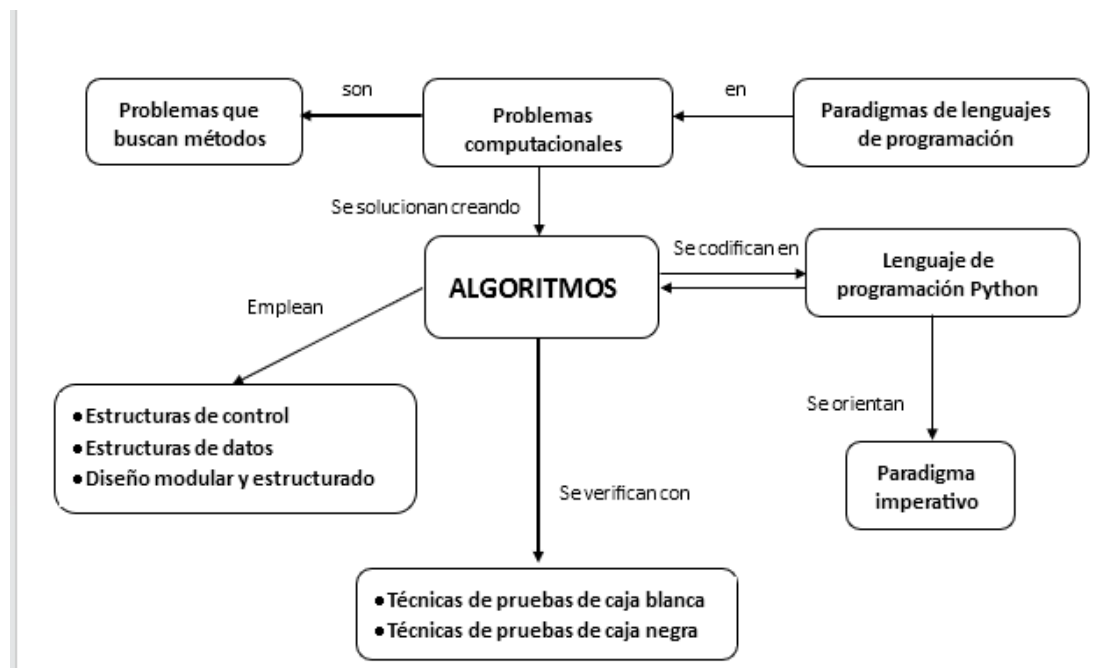 son
en
Problemas que
buscan métodos
Problemas
computacionales
Paradigmas de lenguajes
de programación
Se solucionan creando
Se codifican en
ALGORITMOS
Lenguaje de
programación Python
Emplean
Se orientan
•Estructuras de control
•Estructuras de datos
•Diseño modular y estructurado
Paradigma
imperativo
Se verifican con
•Técnicas de pruebas de caja blanca
•Técnicas de pruebas de caja negra